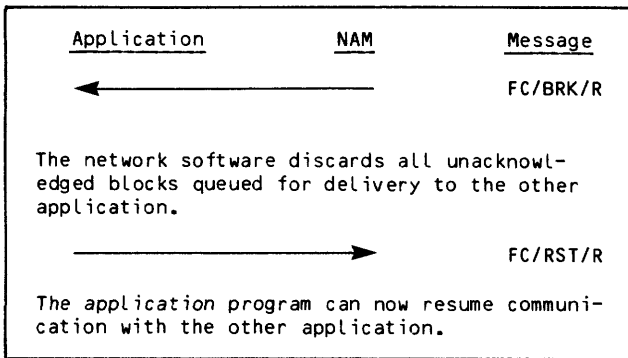 Application NAM Message
FC/BRK/R
The network software discards all unacknowl-
edged blocks queued for delivery to the other
application.
FC/RST/R
The application program can now resume communi-
cation with the other application.